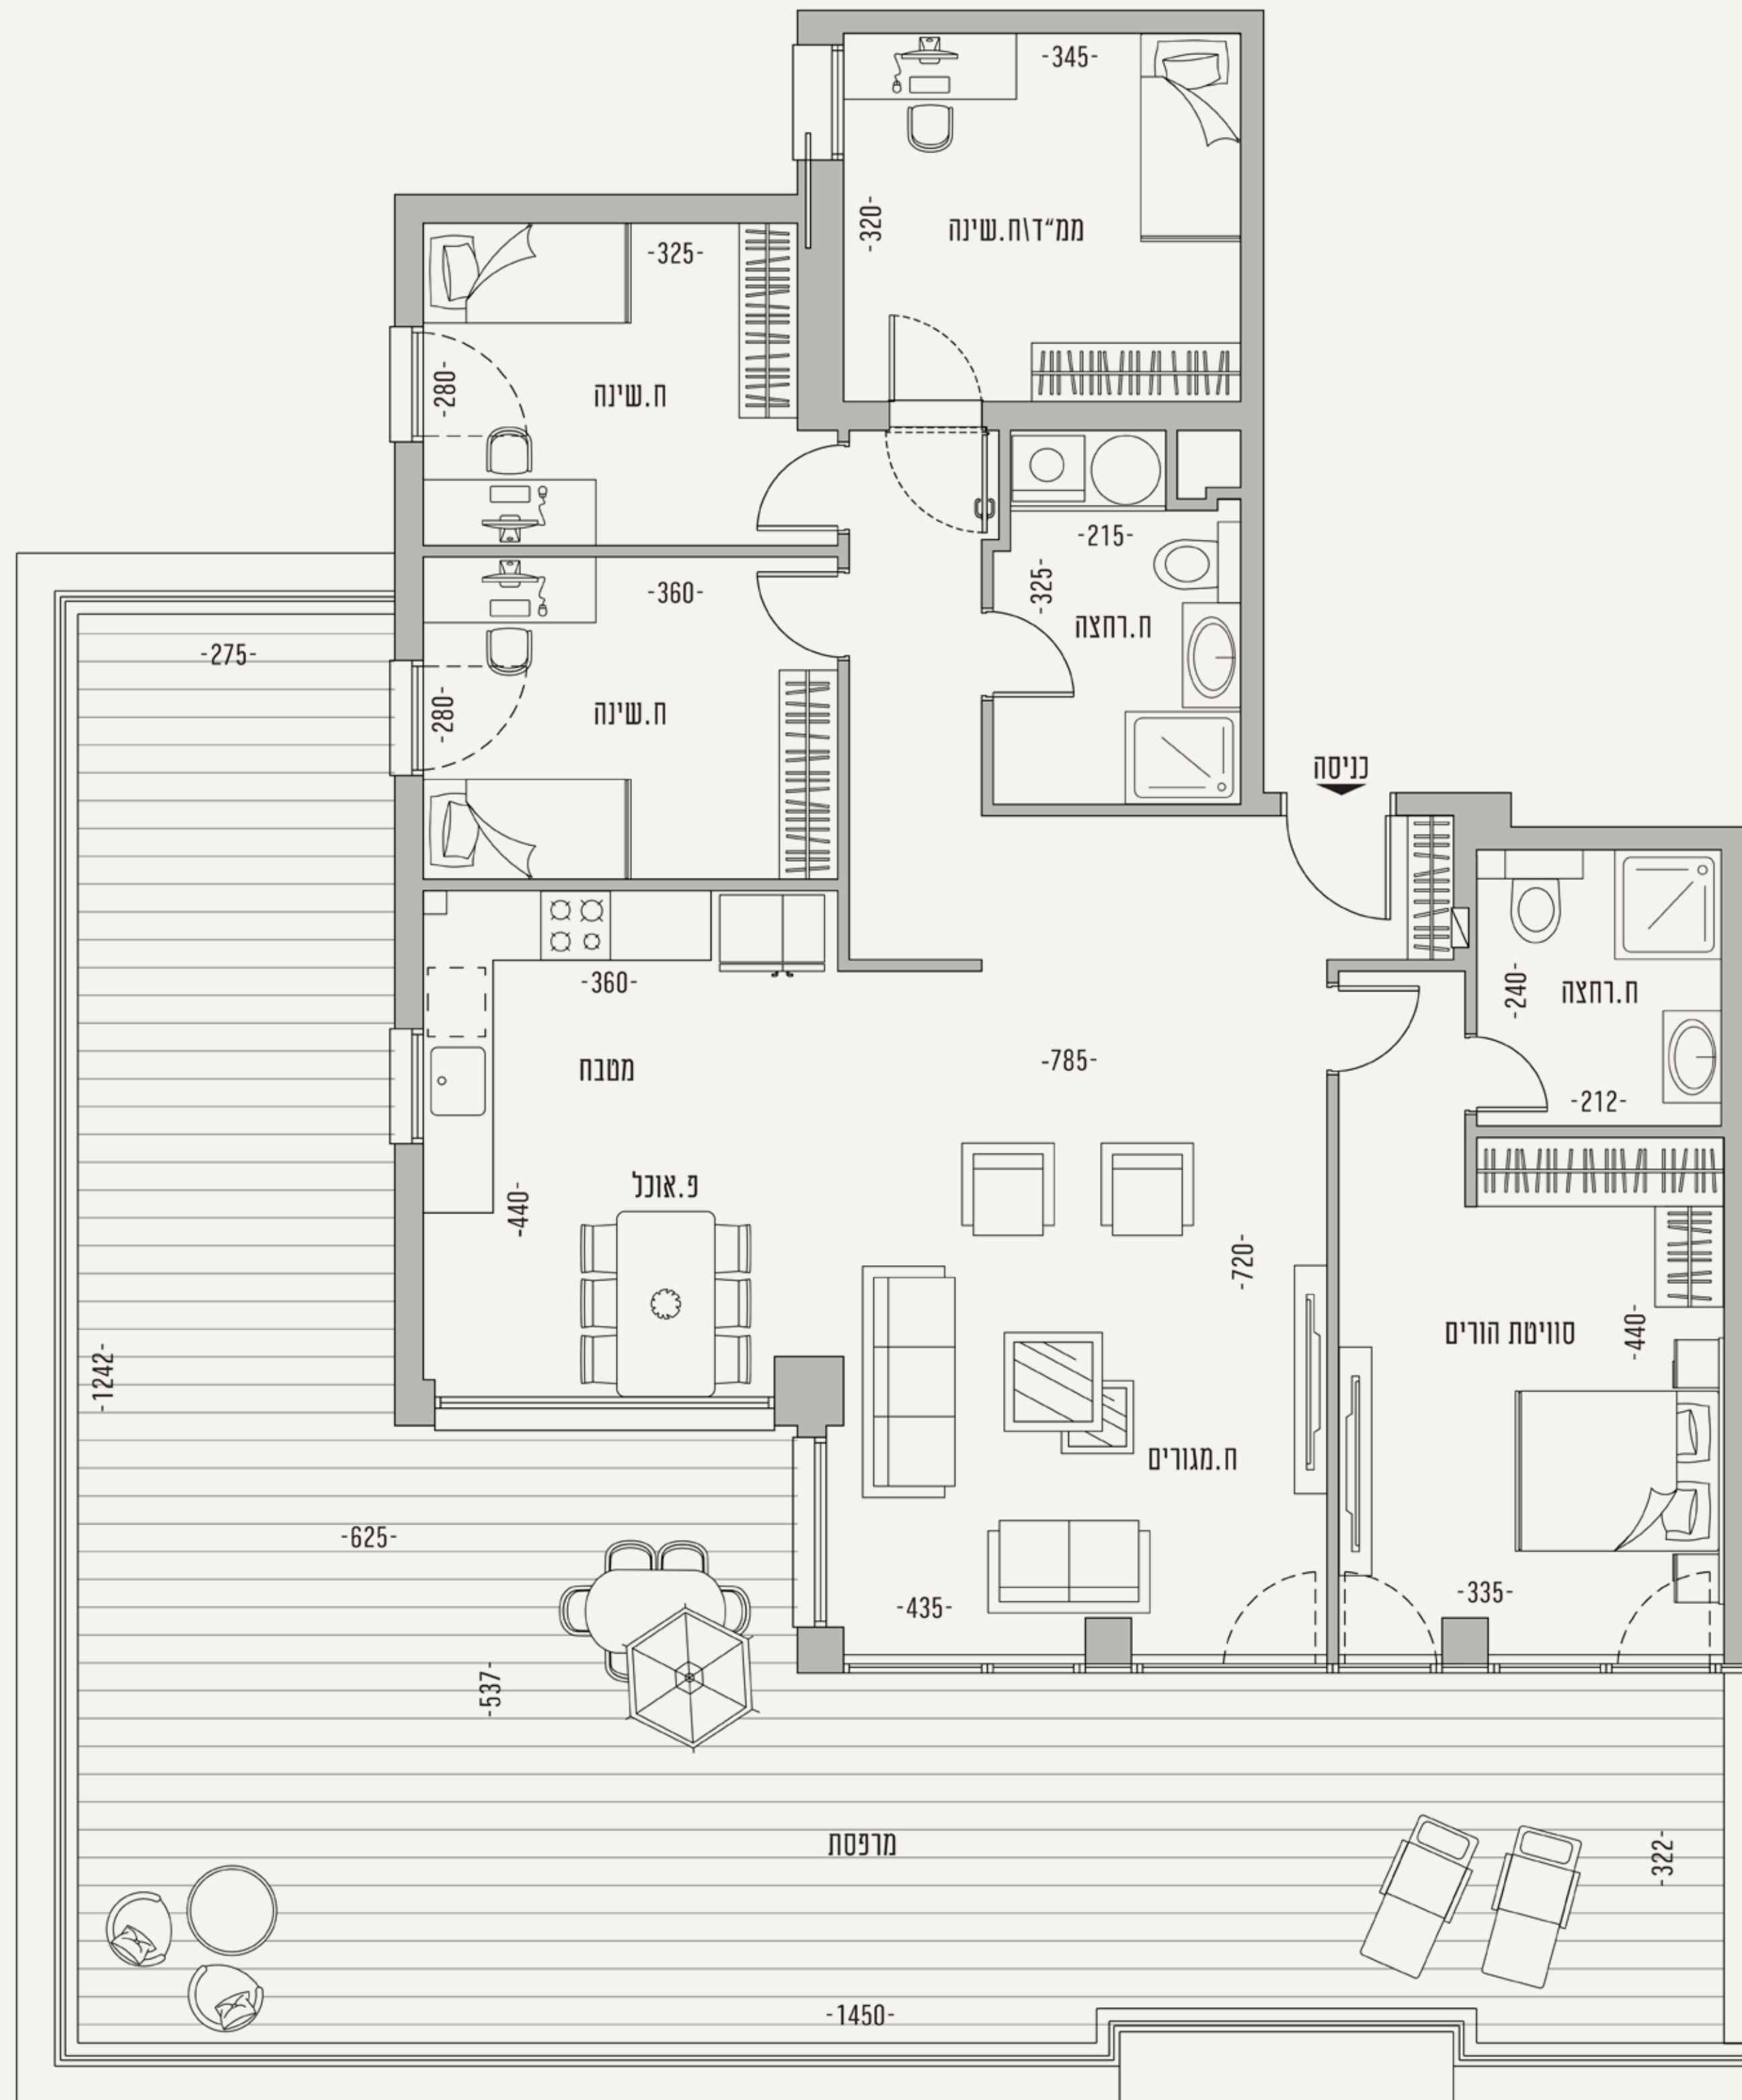 -345-
-320-
ממ״ד\ח.שינה
-325-
-280-
ח.שינה
-215-
-325-
ח.רחצה
-360-
-280-
ח.שינה
-275-
כניסה
-360-
מטבח
-785-
-240-
ח.רחצה
-212-
פ.אוכל
-440-
-720-
סוויטת הורים
-440-
-1242-
ח.מגורים
-625-
-435-
-335-
-537-
מרפסת
-322-
-1450-